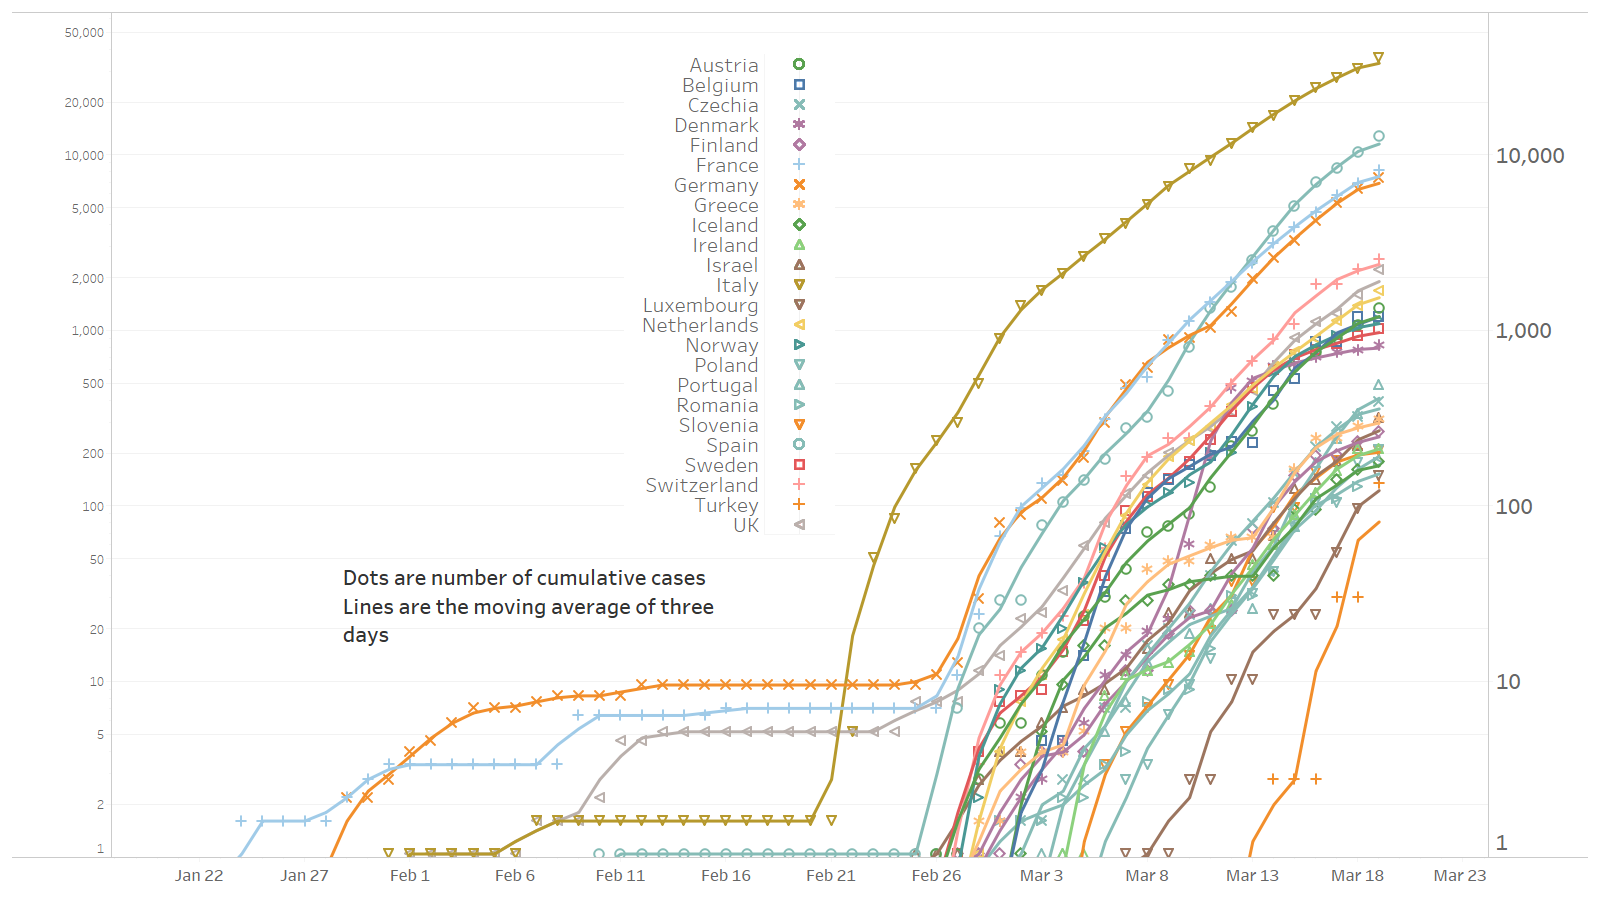 50,000
20,000
10,000
5,000
2,000
1,000
500
200
100
50
20
10
5
2
1
Austria
Belgium
Czechia
Denmark
Finland
France
Germany
Greece
Iceland
Ireland
Israel
Italy
Luxembourg
Netherlands
Norway
Poland
Portugal
Romania
Slovenia
Spain
Sweden
Switzerland
Turkey
UK
Dots are number of cumulative cases
Lines are the moving average of three
days
10,000
1,000
100
10
1
Jan 22 Jan 27 Feb 1 Feb 6 Feb 11 Feb 16 Feb 21 Feb 26 Mar 3 Mar 8 Mar 13 Mar 18 Mar 23